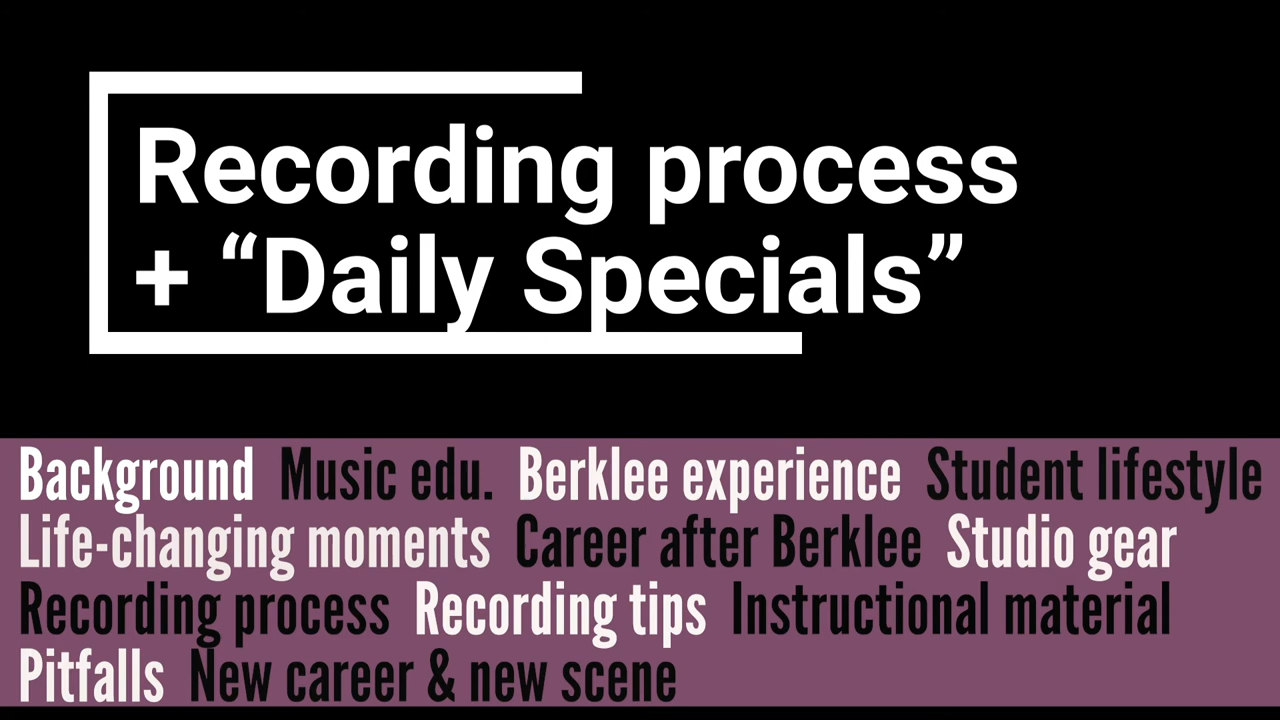 Recording process
+ “Daily Specials”
Background Music edu. Berklee experience Student lifestyle
Life-changing moments Career after Berklee Studio gear
Recording process Recording tips Instructional material
Pitfalls New career & new scene